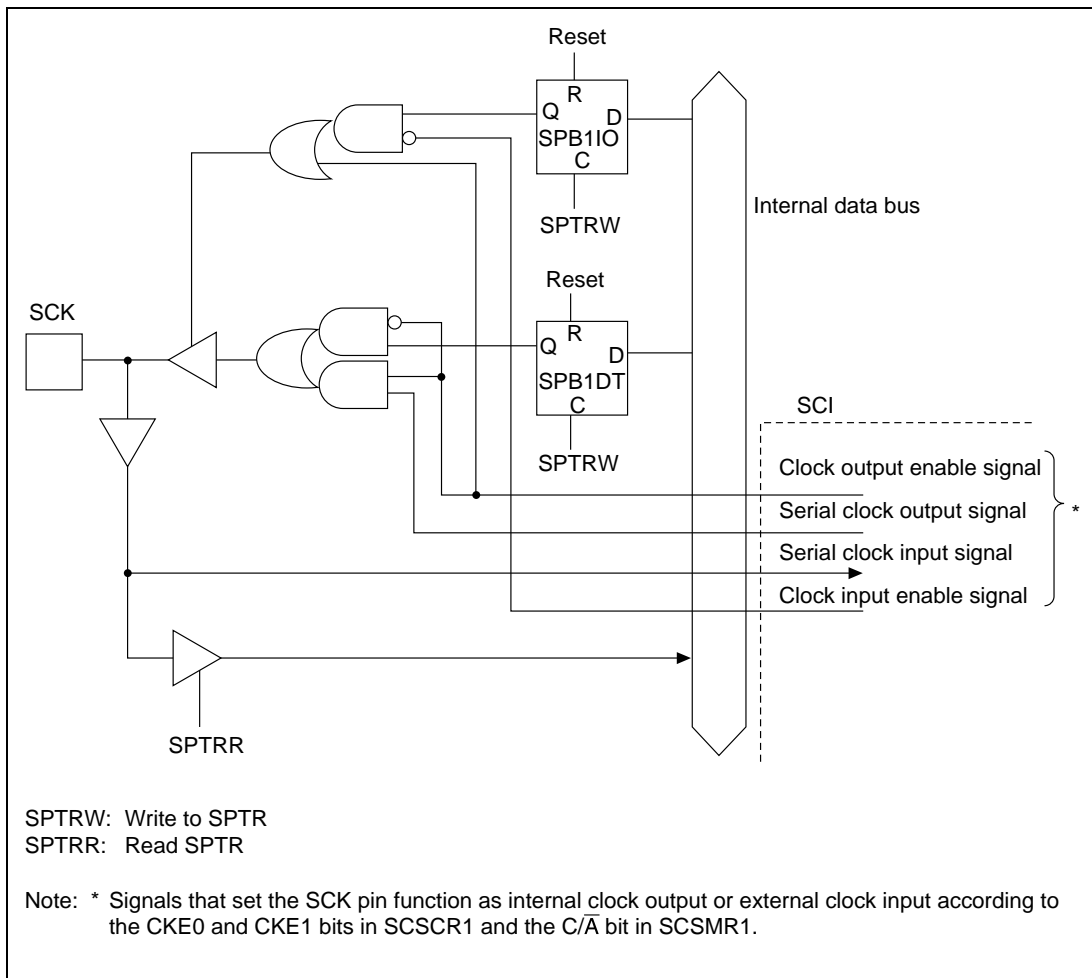 Reset
R
Q
D
SPB1IO
C
SPTRW
Internal data bus
Reset
SCK
R
Q
D
SPB1DT
C
SCI
SPTRW
Clock output enable signal
Serial clock output signal
*
Serial clock input signal
Clock input enable signal
SPTRR
SPTRW: Write to SPTR
SPTRR: Read SPTR
Note: * Signals that set the SCK pin function as internal clock output or external clock input according to
the CKE0 and CKE1 bits in SCSCR1 and the C/A̅ bit in SCSMR1.